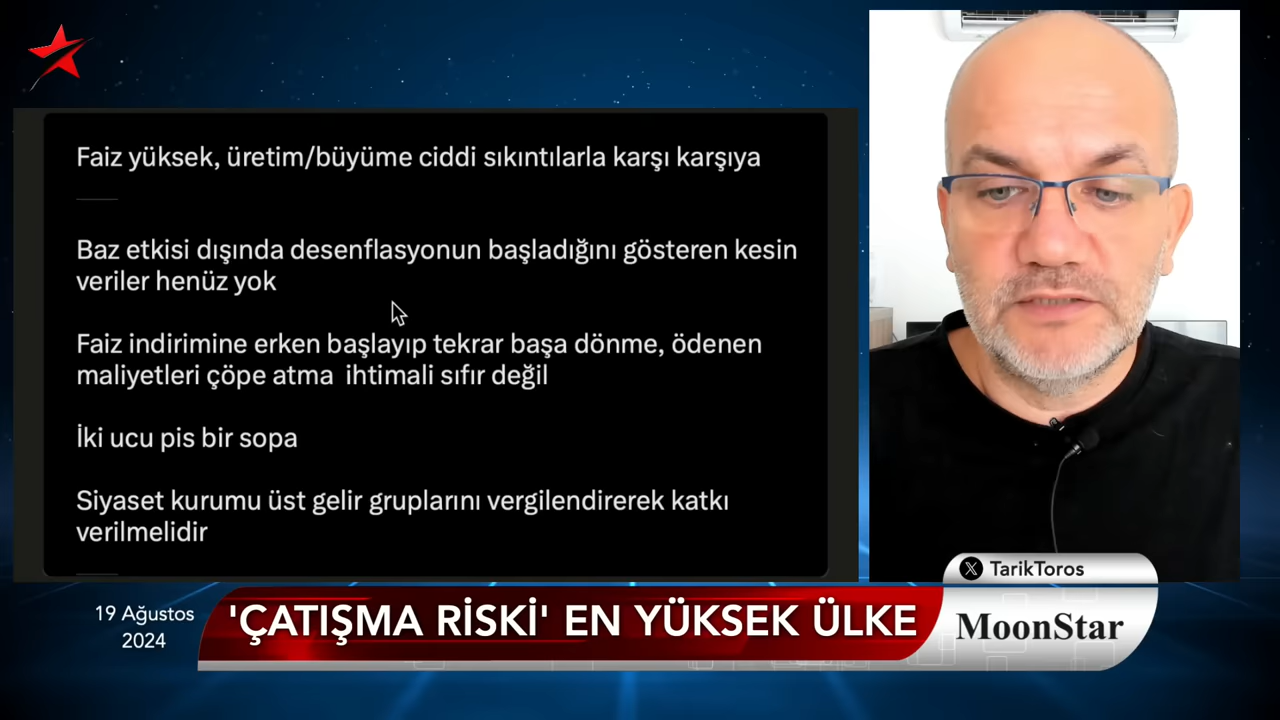 Faiz yüksek, üretim/büyüme ciddi sıkıntılarla karşı karşıya
Baz etkisi dışında desenflasyonun başladığını gösteren kesin
veriler henüz yok
Faiz indirimine erken başlayıp tekrar başa dönme, ödenen
maliyetleri çöpe atma ihtimali sıfır değil
İki ucu pis bir sopa
Siyaset kurumu üst gelir gruplarını vergilendirerek katkı
verilmelidir
X TarikToros
19 Ağustos
2024
'ÇATIŞMA RİSKİ' EN YÜKSEK ÜLKE
MoonStar